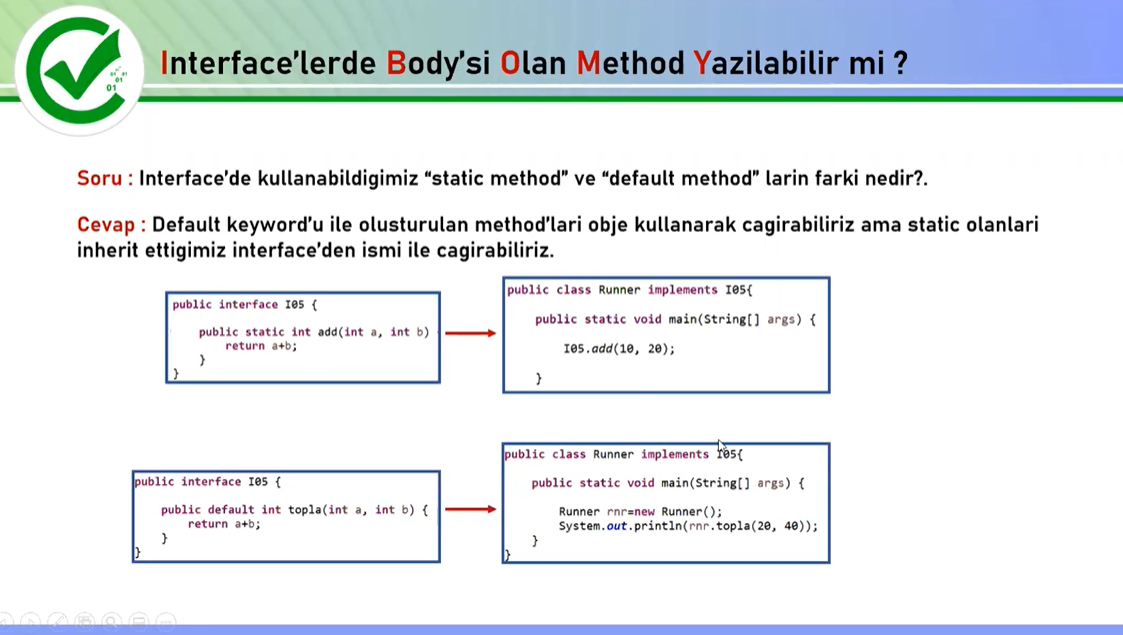 Interface'lerde Body'si Olan Method Yazilabilir mi ?
01 01
01
01
Soru : Interface'de kullanabildigimiz “static method” ve “default method” larin farki nedir?.
Cevap : Default keyword'u ile olusturulan method'lari obje kullanarak cagirabiliriz ama static olanlari
inherit ettigimiz interface'den ismi ile cagirabiliriz.
public interface I05 {
public static int add(int a, int b)
return a+b;
}
}
public class Runner implements I05{
public static void main(String[] args) {
I05.add(10, 20);
}
public interface I05 {
public default int topla(int a, int b) {
return a+b;
}
}
public class Runner implements I05{
public static void main(String[] args) {
Runner rnr=new Runner();
System.out.println(rnr.topla(20, 40));
}
}